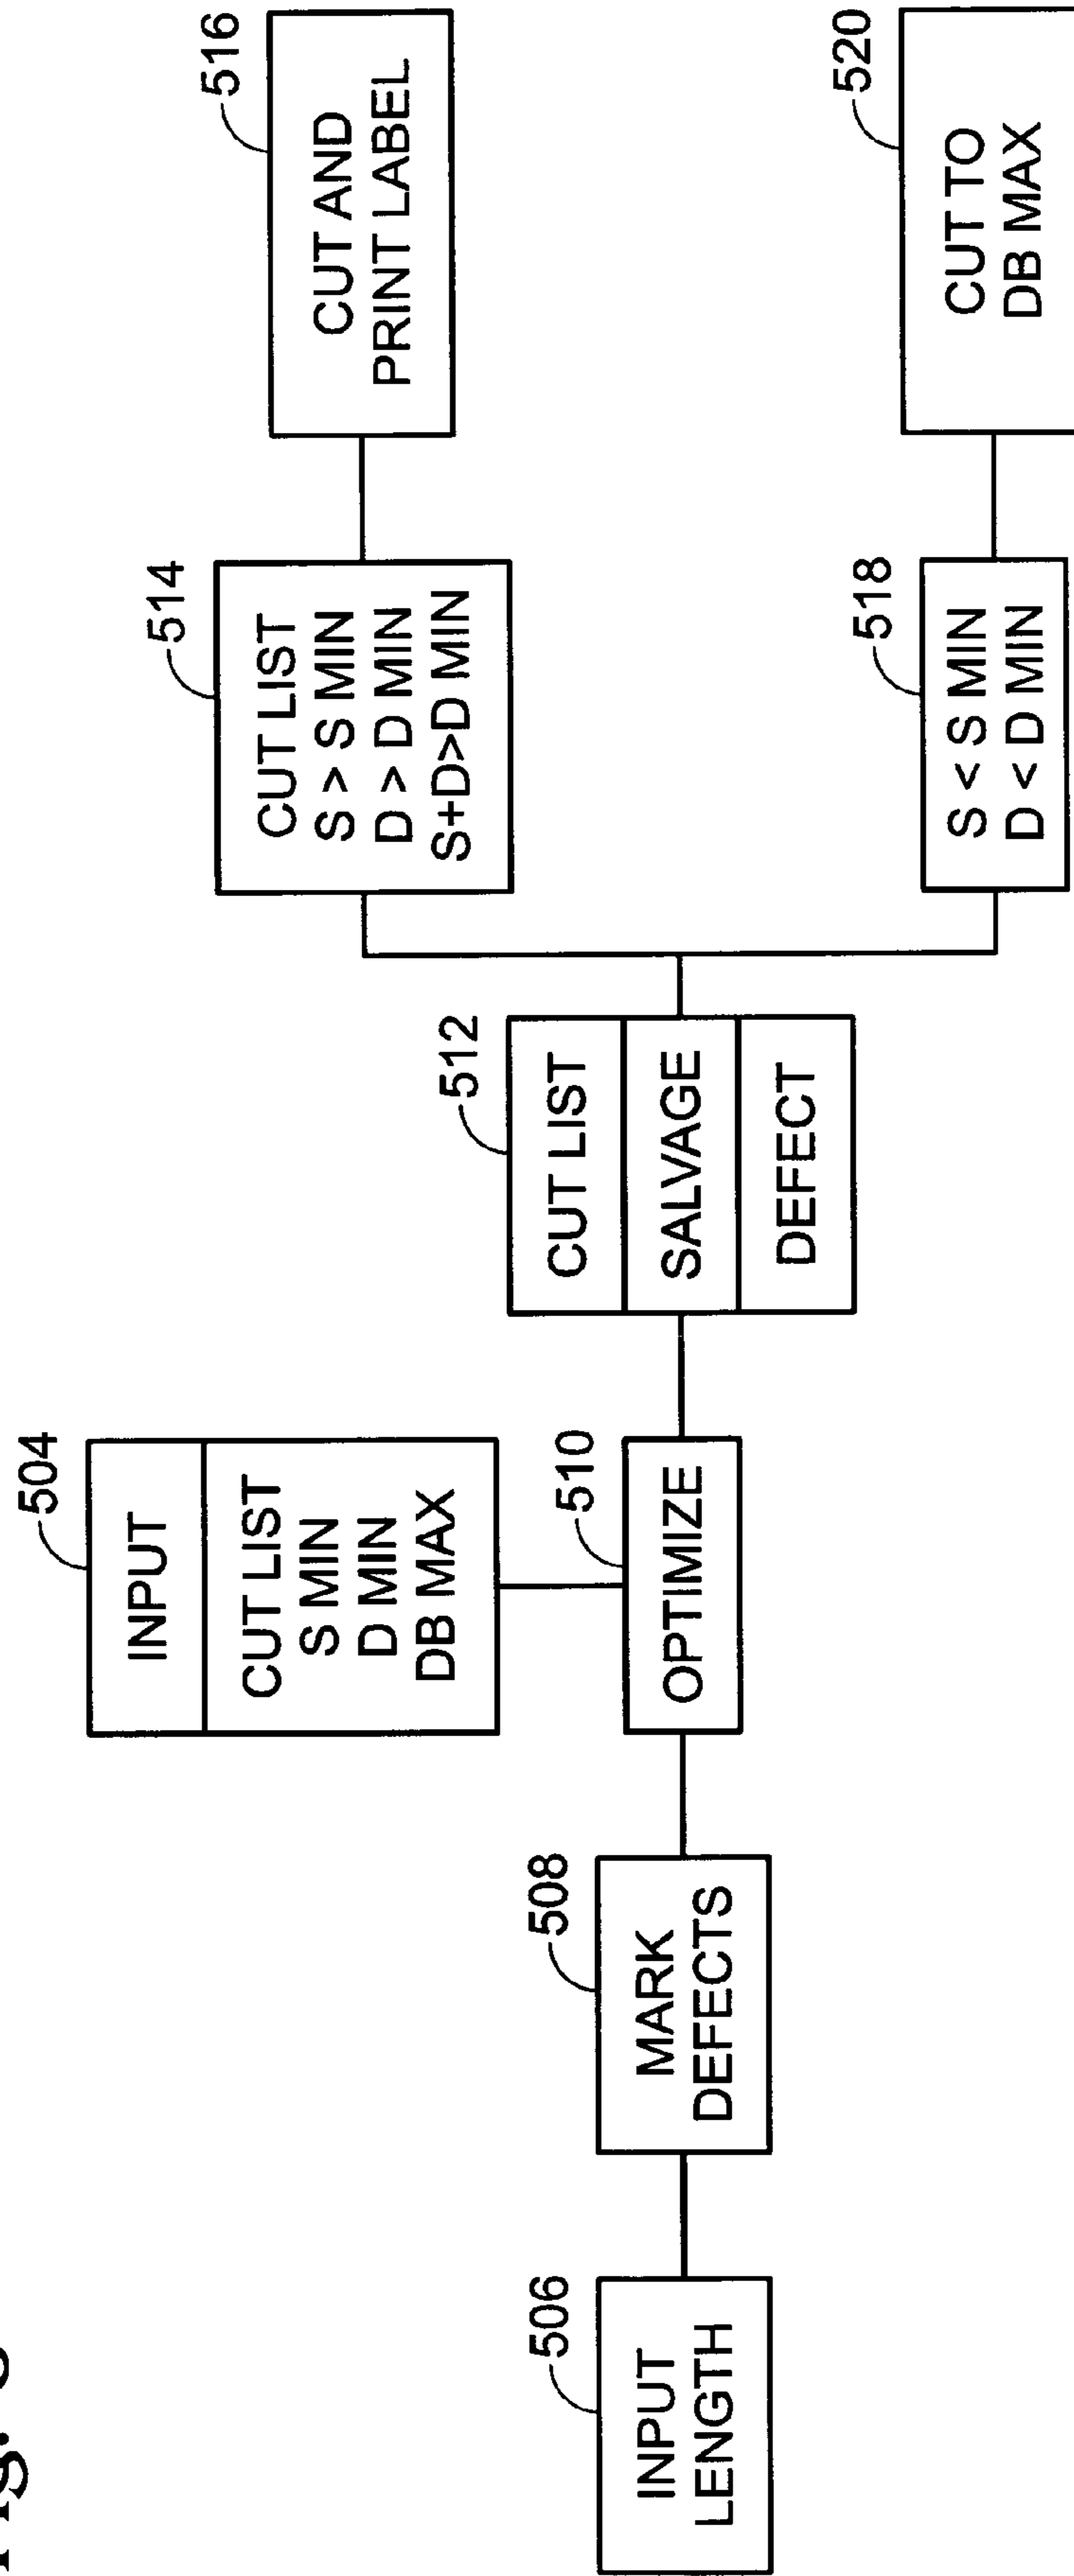 504
INPUT
CUT LIST
S MIN
D MIN
DB MAX
506
INPUT
LENGTH
508
MARK
DEFECTS
510
OPTIMIZE
512
CUT LIST
SALVAGE
DEFECT
514
CUT LIST
S > S MIN
D > D MIN
S+D>D MIN
516
CUT AND
PRINT LABEL
518
S < S MIN
D < D MIN
520
CUT TO
DB MAX